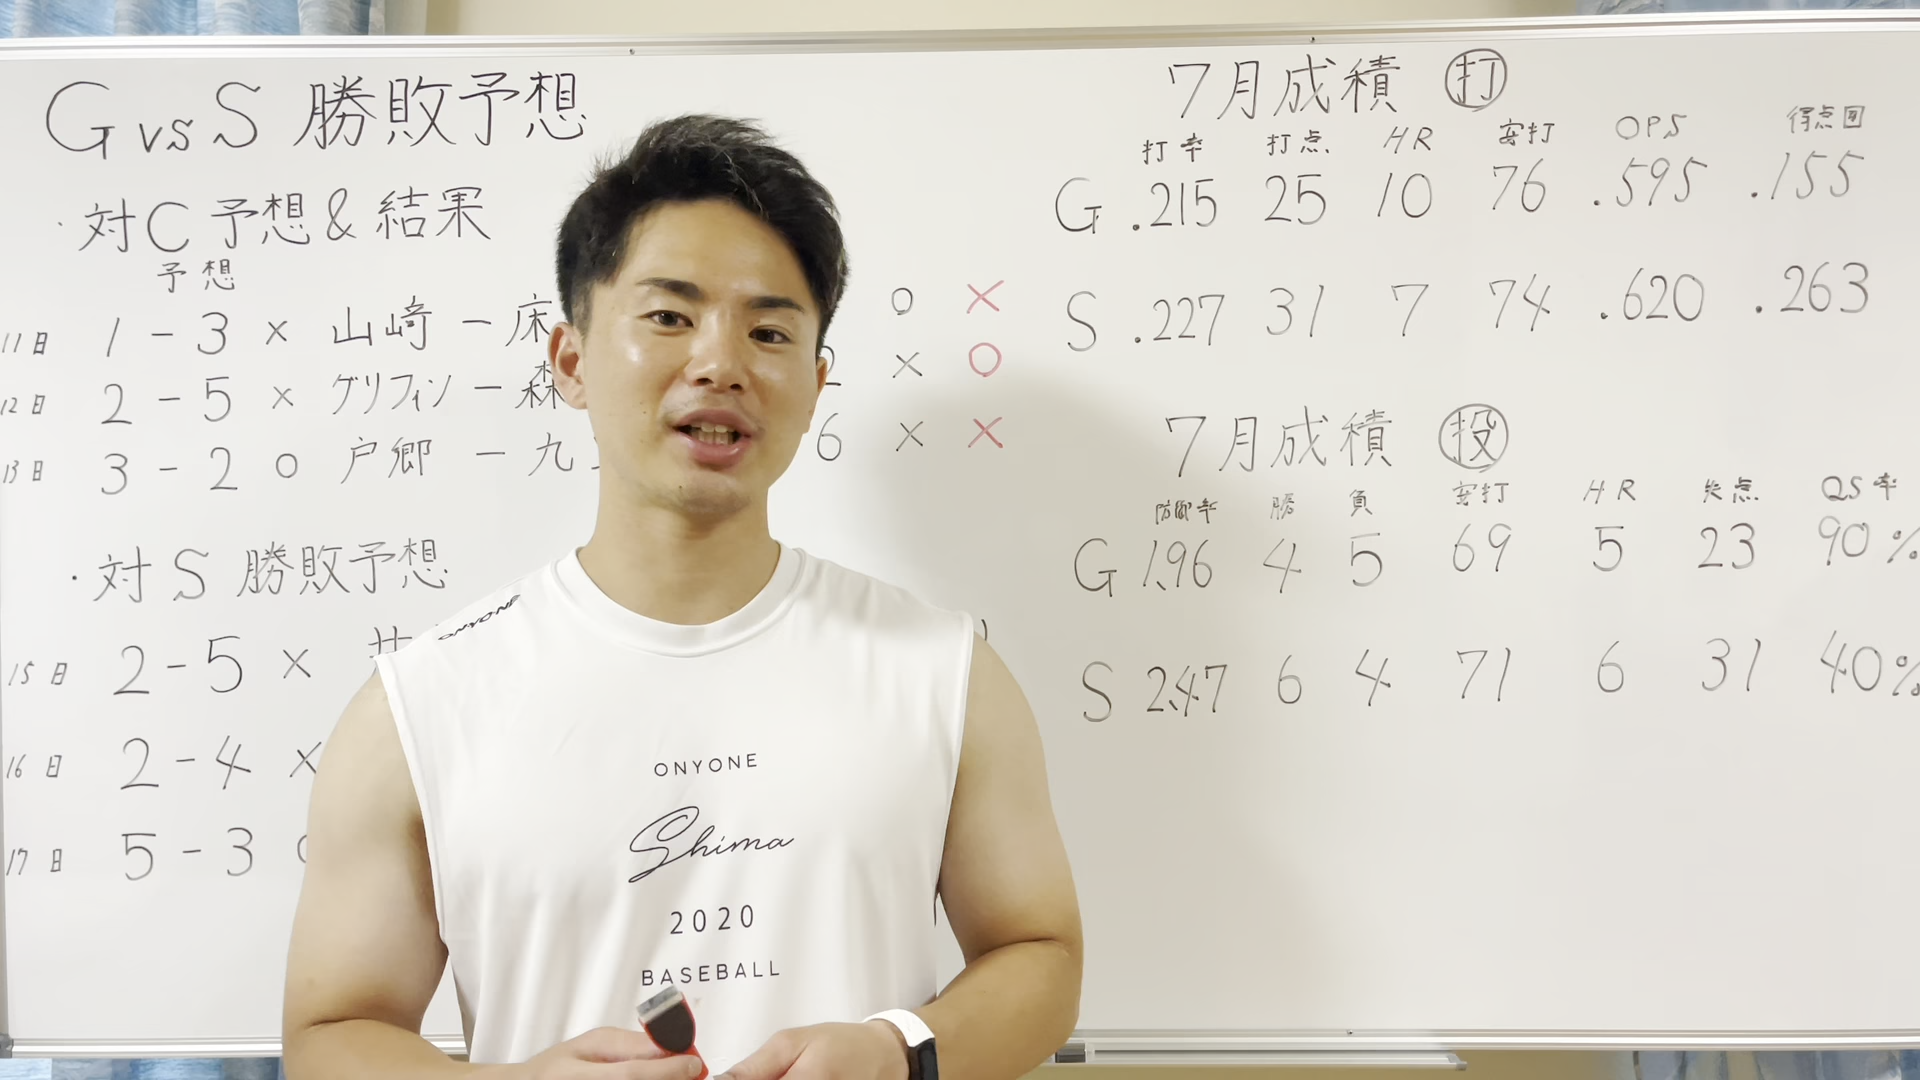 G vs S 勝敗予想
・対C 予想&結果
予想
11日 1-3 × 山﨑-床 ○ ×
12日 2-5 × グリフィン-森 2 × ○
13日 3-2 ○ 戸郷-九 6 × ×
・対S 勝敗予想
15日 2-5 × 井
16日 2-4 ×
17日 5-3
7月成積 打
打率 打点 HR 安打 OPS 得点圏
G .215 25 10 76 .595 .155
S .227 31 7 74 .620 .263
7月成積 投
防御率 勝 負 安打 HR 失点 QS率
G 1.96 4 5 69 5 23 90%
S 2.47 6 4 71 6 31 40%
ONYONE
ONYONE
Shima
2020
BASEBALL